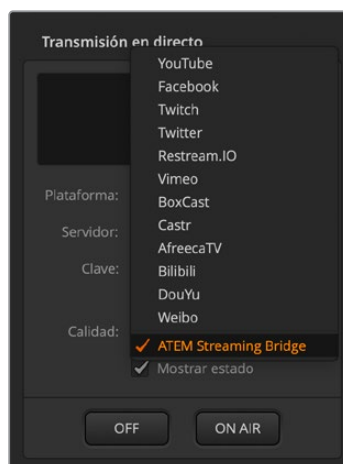 Transmisión en directo
YouTube
Facebook
Twitch
Twitter
Restream.IO
Vimeo
Plataforma:
BoxCast
Servidor:
Castr
AfreecaTV
Clave:
Bilibili
DouYu
Weibo
Calidad:
ATEM Streaming Bridge
Mostrar estado
OFF
ON AIR